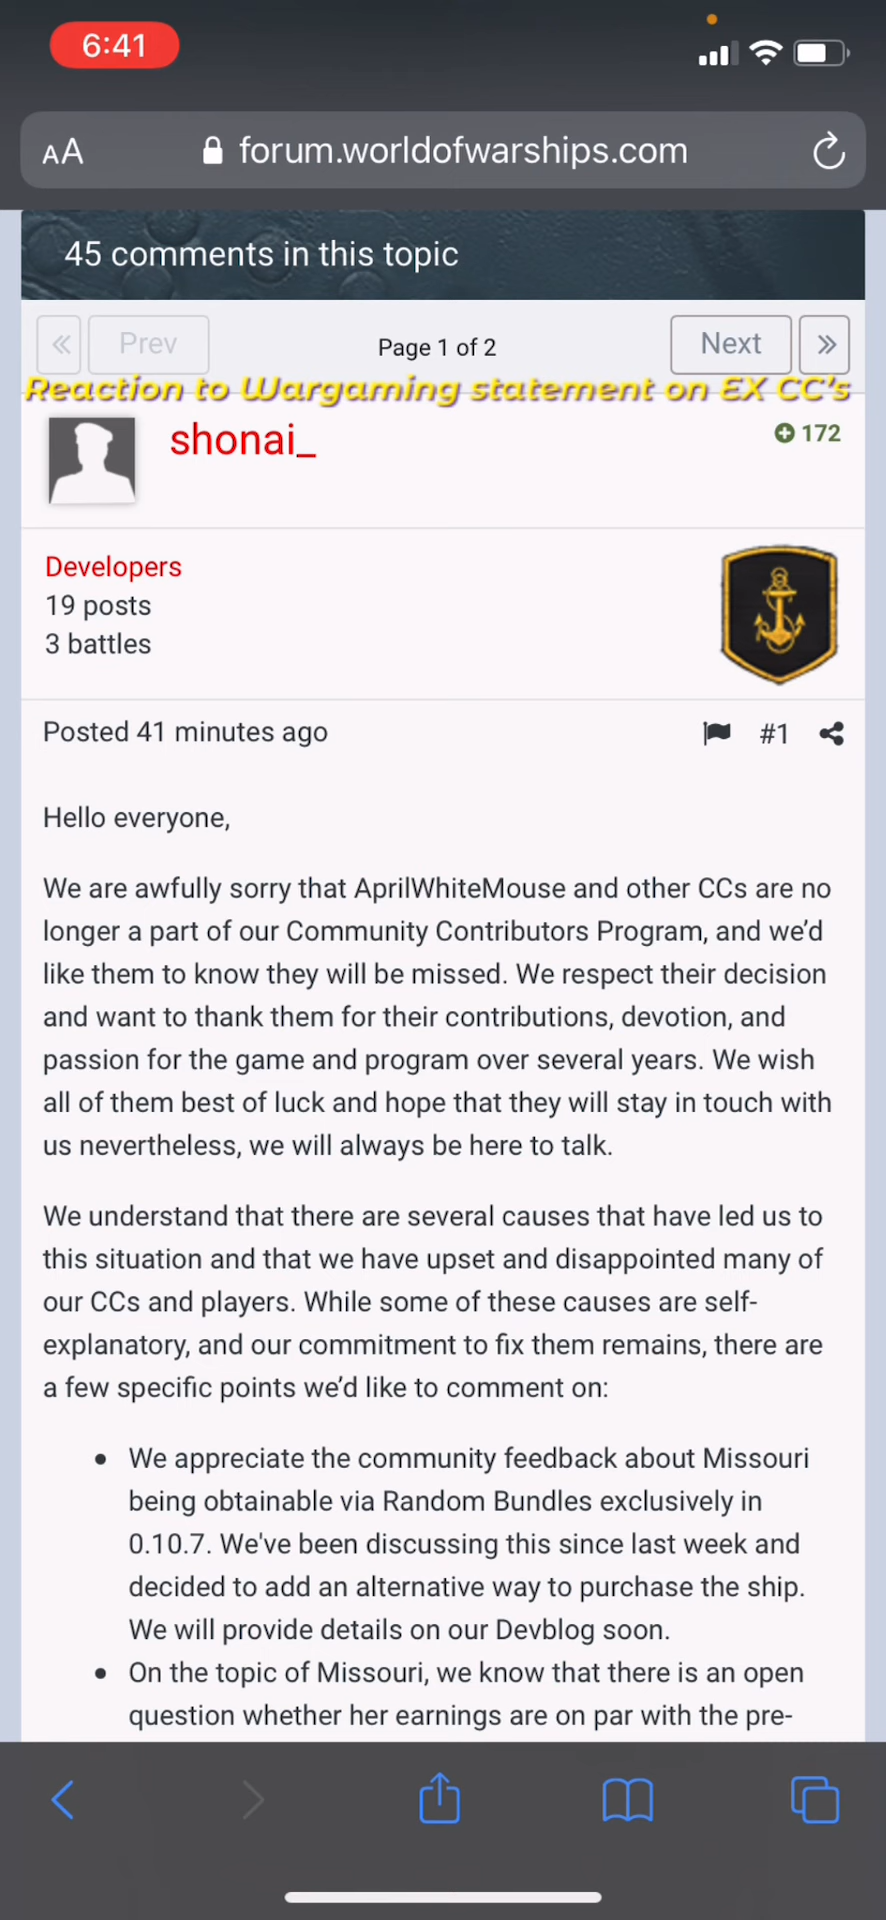 6:41
AA forum.worldofwarships.com
45 comments in this topic
« Prev Page 1 of 2 Next »
Reaction to Wargaming statement on EX CC's
shonai_ 172
Developers
19 posts
3 battles
Posted 41 minutes ago #1
Hello everyone,
We are awfully sorry that AprilWhiteMouse and other CCs are no
longer a part of our Community Contributors Program, and we’d
like them to know they will be missed. We respect their decision
and want to thank them for their contributions, devotion, and
passion for the game and program over several years. We wish
all of them best of luck and hope that they will stay in touch with
us nevertheless, we will always be here to talk.
We understand that there are several causes that have led us to
this situation and that we have upset and disappointed many of
our CCs and players. While some of these causes are self-
explanatory, and our commitment to fix them remains, there are
a few specific points we’d like to comment on:
• We appreciate the community feedback about Missouri
being obtainable via Random Bundles exclusively in
0.10.7. We've been discussing this since last week and
decided to add an alternative way to purchase the ship.
We will provide details on our Devblog soon.
• On the topic of Missouri, we know that there is an open
question whether her earnings are on par with the pre-